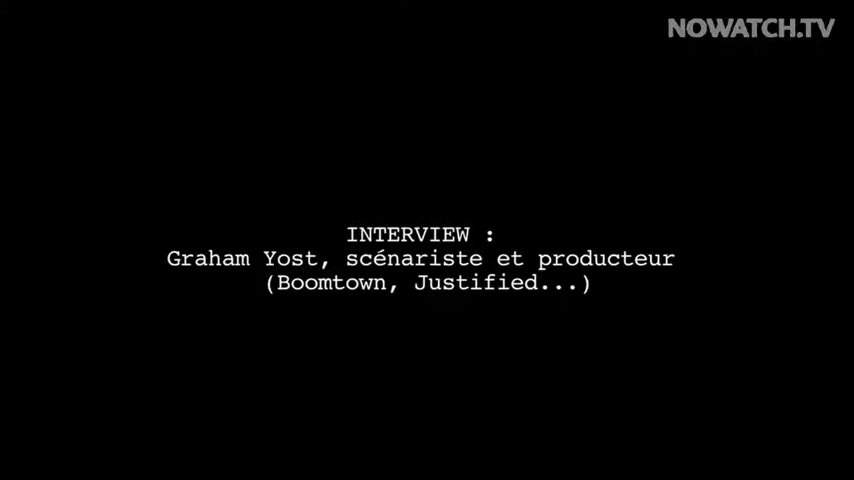 NOWATCH.TV
INTERVIEW :
Graham Yost, scénariste et producteur
(Boomtown, Justified...)